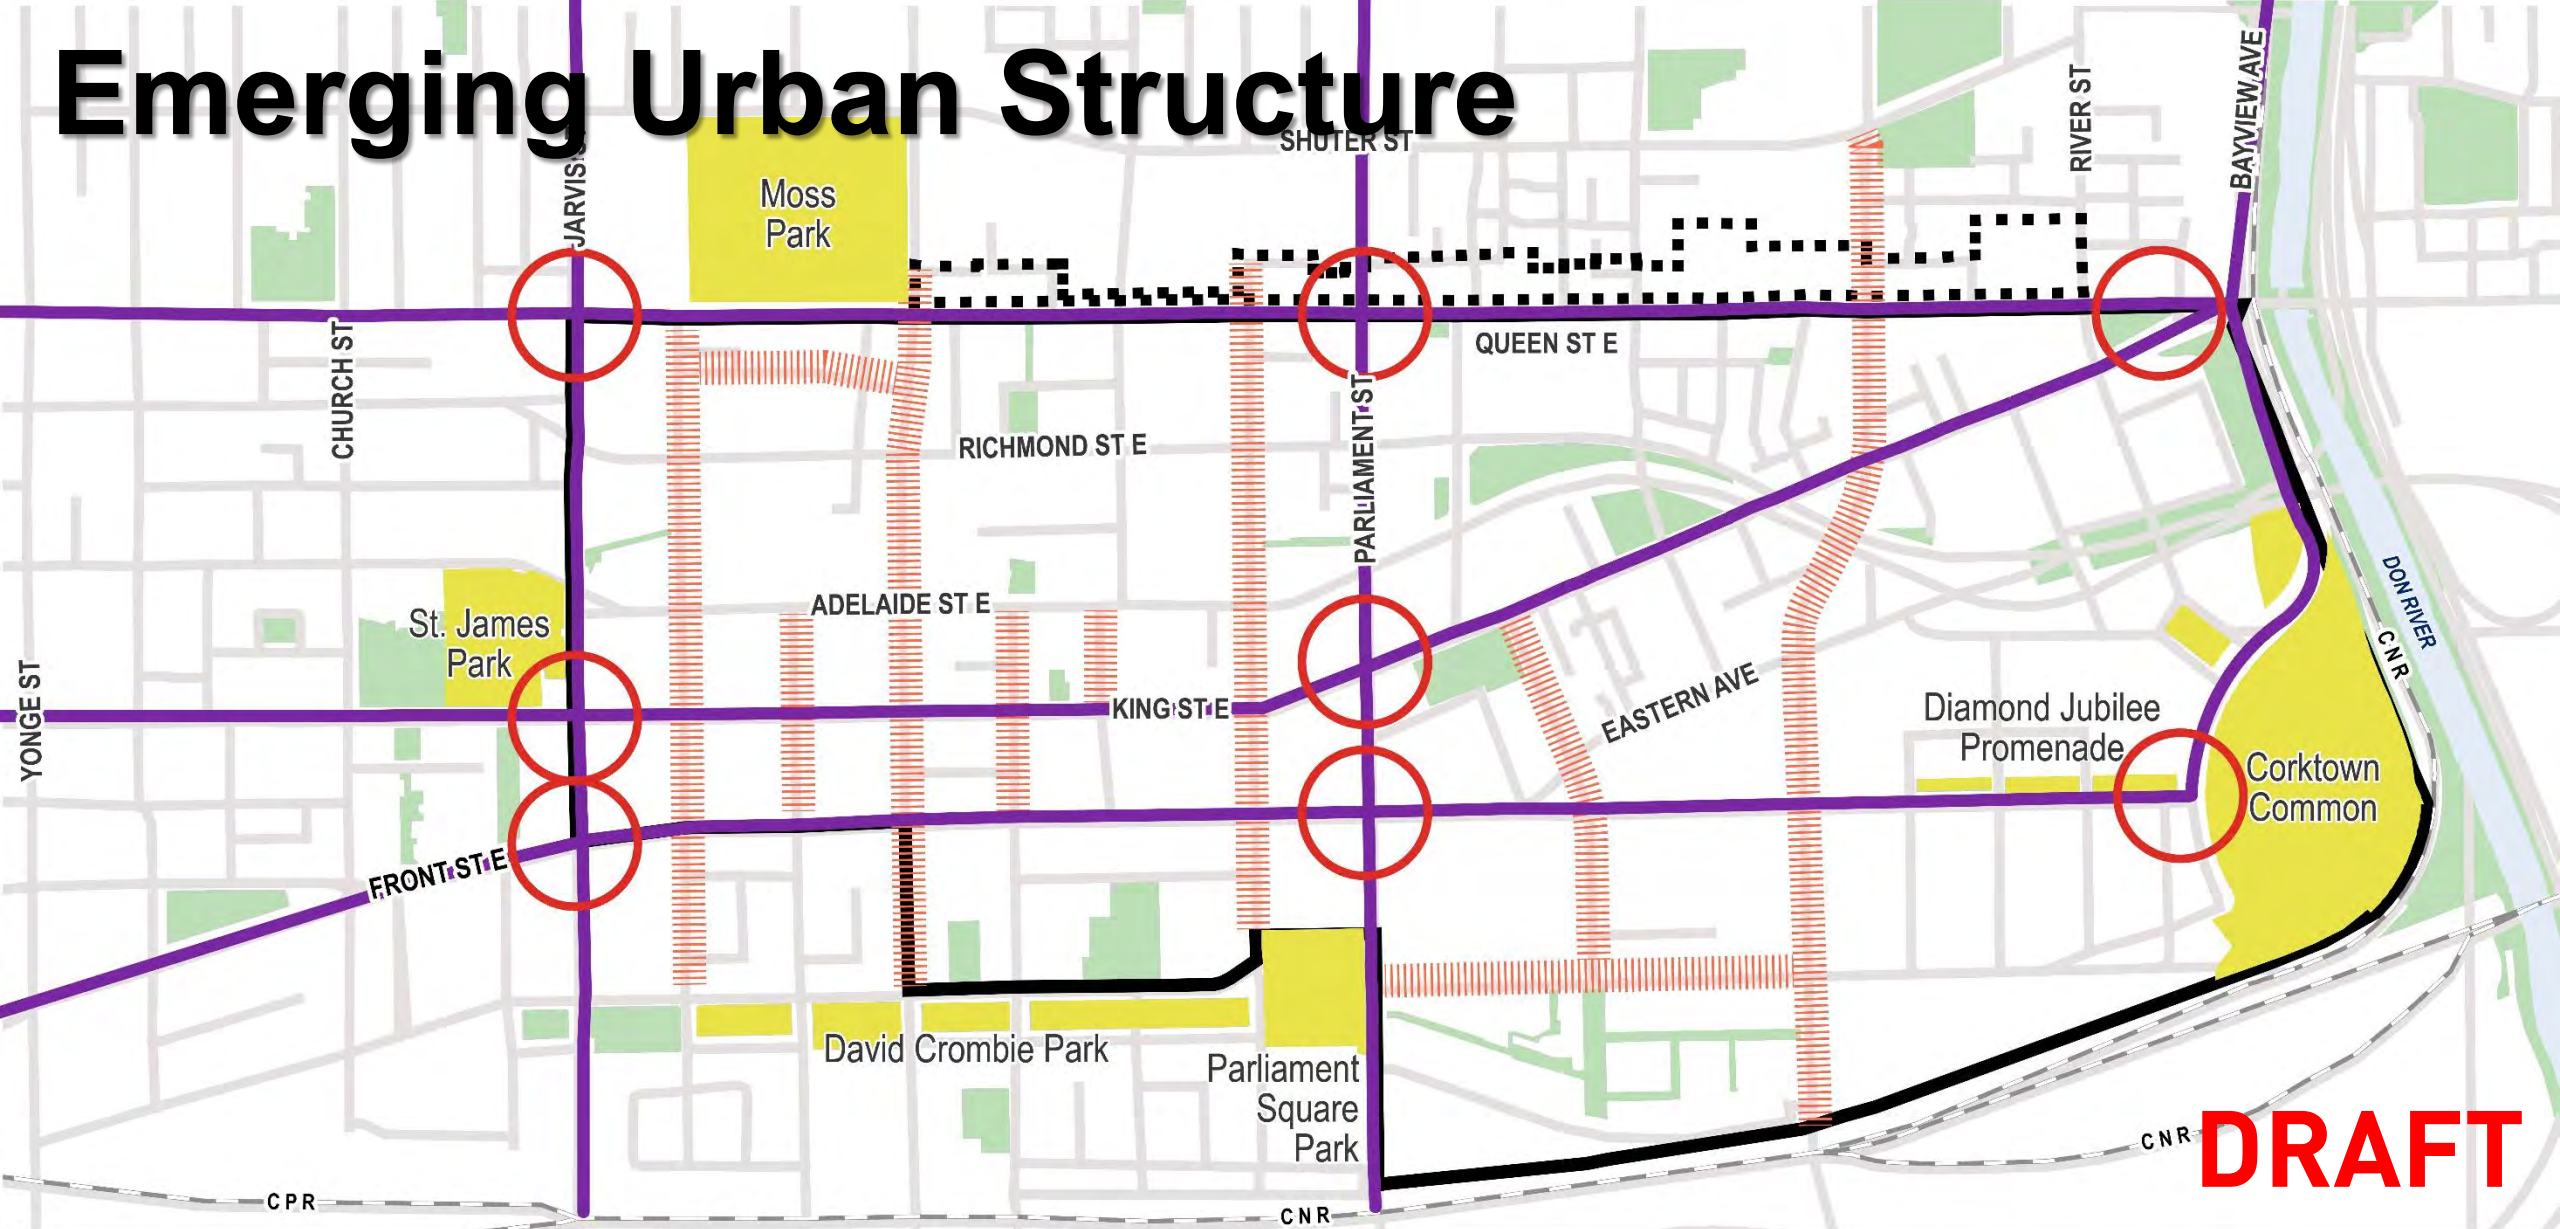 Emerging Urban Structure
SHUTER ST
JARVIS S
RIVER ST
BAYVIEW AVE
Moss
Park
CHURCH ST
QUEEN ST E
PARLIAMENT ST
RICHMOND ST E
ADELAIDE ST E
St. James
Park
YONGE ST
KING ST E
EASTERN AVE
DON RIVER
CNR
Diamond Jubilee
Promenade
Corktown
Common
FRONT ST E
David Crombie Park
Parliament
Square
Park
CNR
DRAFT
CPR
CNR